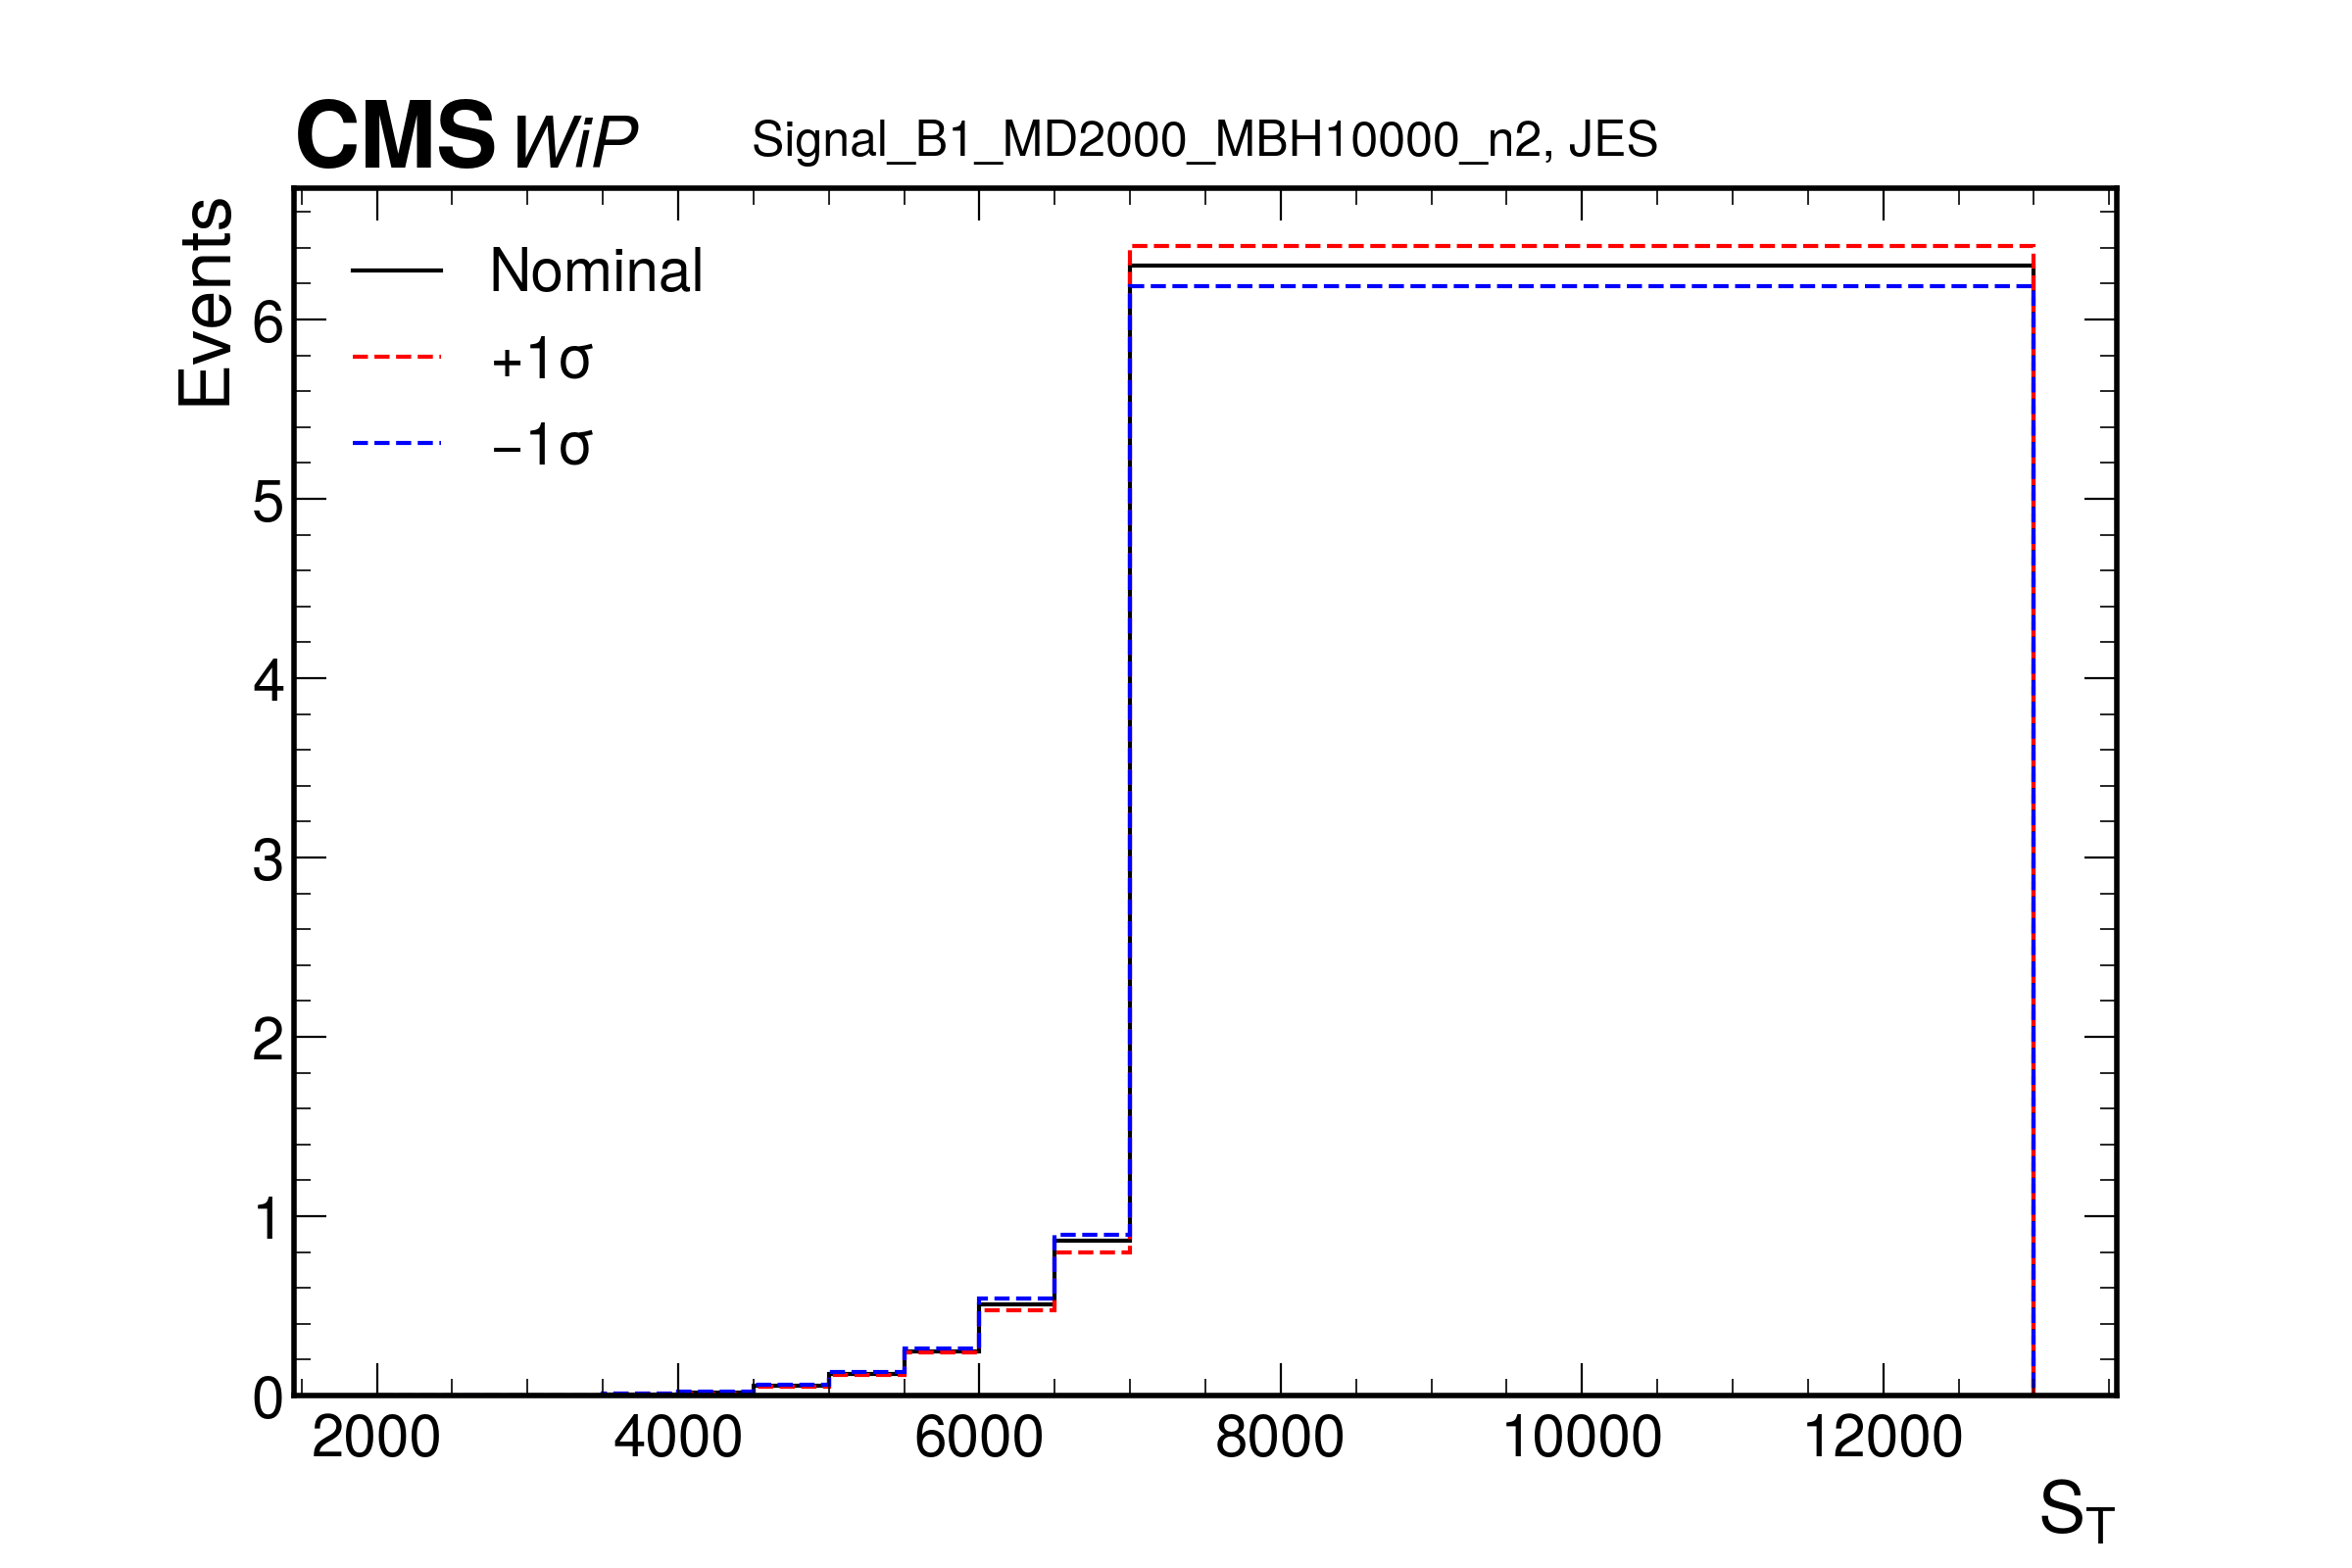 CMS WiP Signal_B1_MD2000_MBH10000_n2, JES
Events
Nominal
+1σ
−1σ
6
5
4
3
2
1
0
2000 4000 6000 8000 10000 12000
S_T